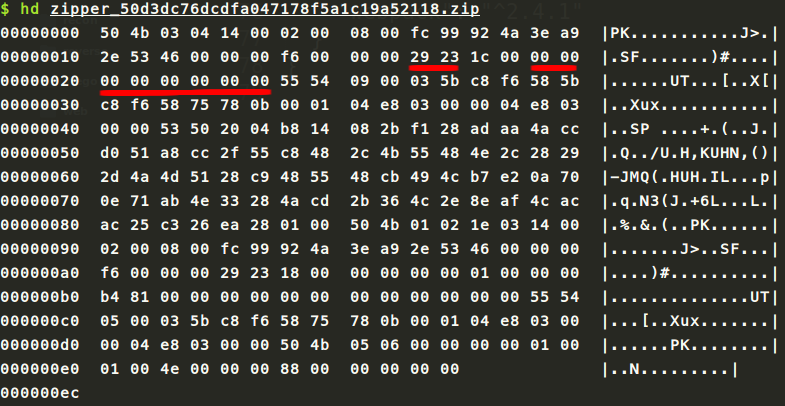 $ hd zipper_50d3dc76dcdfa047178f5a1c19a52118.zip
00000000 50 4b 03 04 14 00 02 00 08 00 fc 99 92 4a 3e a9 |PK...........J>.|
00000010 2e 53 46 00 00 00 f6 00 00 00 29 23 1c 00 00 00 |.SF.......)#....|
00000020 00 00 00 00 00 00 55 54 09 00 03 5b c8 f6 58 5b |......UT...[..X[|
00000030 c8 f6 58 75 78 0b 00 01 04 e8 03 00 00 04 e8 03 |..Xux...........|
00000040 00 00 53 50 20 04 b8 14 08 2b f1 28 ad aa 4a cc |..SP ....+.(..J.|
00000050 d0 51 a8 cc 2f 55 c8 48 2c 4b 55 48 4e 2c 28 29 |.Q../U.H,KUHN,()|
00000060 2d 4a 4d 51 28 c9 48 55 48 cb 49 4c b7 e2 0a 70 |-JMQ(.HUH.IL...p|
00000070 0e 71 ab 4e 33 28 4a cd 2b 36 4c 2e 8e af 4c ac |.q.N3(J.+6L...L.|
00000080 ac 25 c3 26 ea 28 01 00 50 4b 01 02 1e 03 14 00 |.%.&.(..PK......|
00000090 02 00 08 00 fc 99 92 4a 3e a9 2e 53 46 00 00 00 |.......J>..SF...|
000000a0 f6 00 00 00 29 23 18 00 00 00 00 00 01 00 00 00 |....)#..........|
000000b0 b4 81 00 00 00 00 00 00 00 00 00 00 00 00 55 54 |..............UT|
000000c0 05 00 03 5b c8 f6 58 75 78 0b 00 01 04 e8 03 00 |...[..Xux.......|
000000d0 00 04 e8 03 00 00 50 4b 05 06 00 00 00 00 01 00 |......PK........|
000000e0 01 00 4e 00 00 00 88 00 00 00 00 00 |..N.........|
000000ec